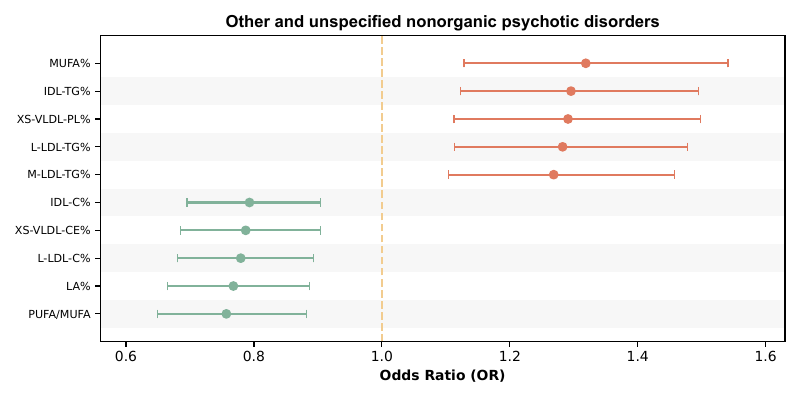 Other and unspecified nonorganic psychotic disorders
MUFA%
IDL-TG%
XS-VLDL-PL%
L-LDL-TG%
M-LDL-TG%
IDL-C%
XS-VLDL-CE%
L-LDL-C%
LA%
PUFA/MUFA
0.6 0.8 1.0 1.2 1.4 1.6
Odds Ratio (OR)